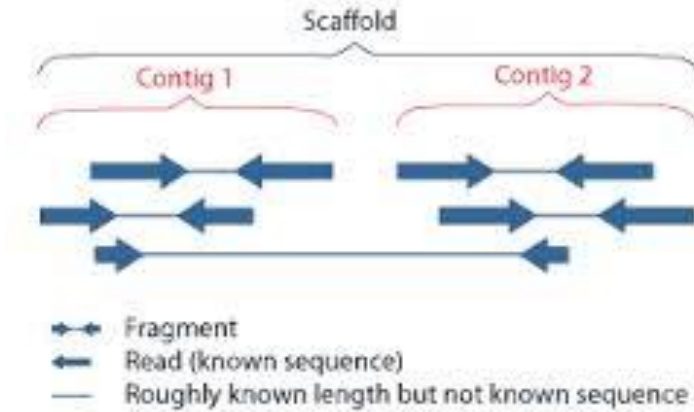 Scaffold
Contig 1
Contig 2
Fragment
Read (known sequence)
Roughly known length but not known sequence